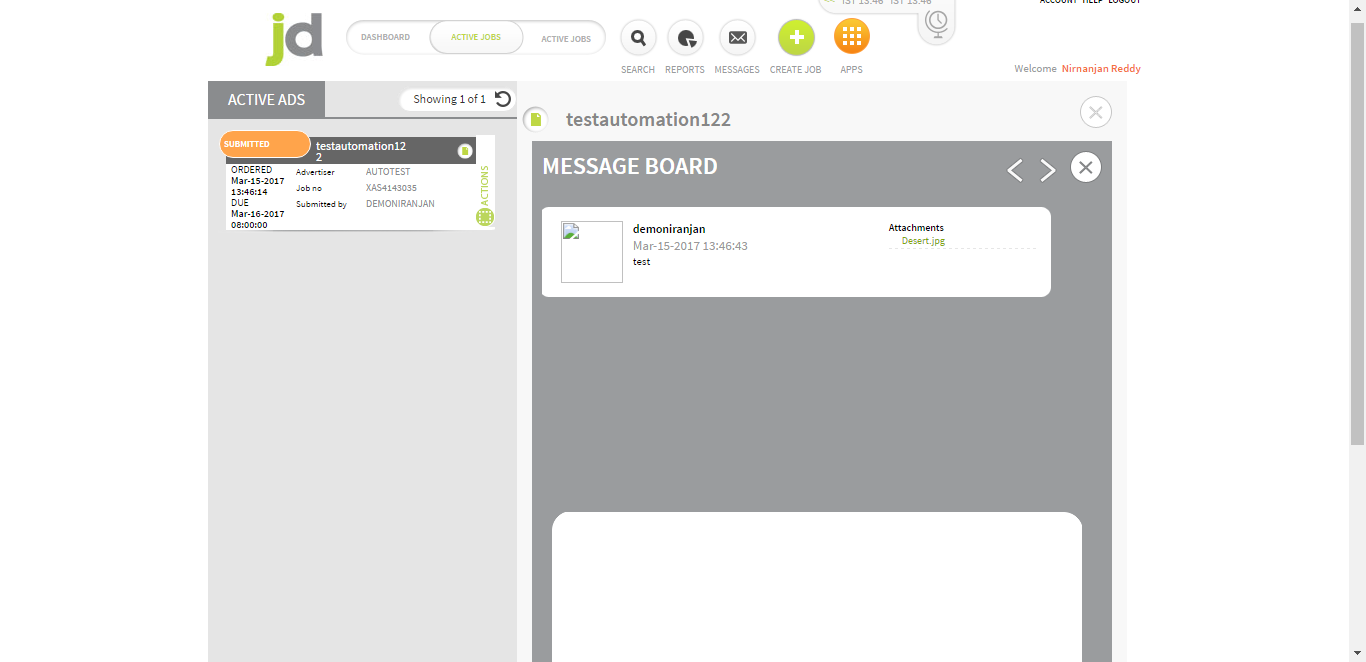 IST 13:46 IST 13:46
ACCOUNT HELP LOGOUT
jd
DASHBOARD
ACTIVE JOBS
ACTIVE JOBS
SEARCH
REPORTS
MESSAGES
CREATE JOB
APPS
Welcome Nirnanjan Reddy
ACTIVE ADS
Showing 1 of 1
SUBMITTED
testautomation12
2
ORDERED
Mar-15-2017
13:46:14
DUE
Mar-16-2017
08:00:00
Advertiser AUTOTEST
Job no XAS4143035
Submitted by DEMONIRANJAN
ACTIONS
testautomation122
MESSAGE BOARD
demoniranjan
Mar-15-2017 13:46:43
test
Attachments
Desert.jpg